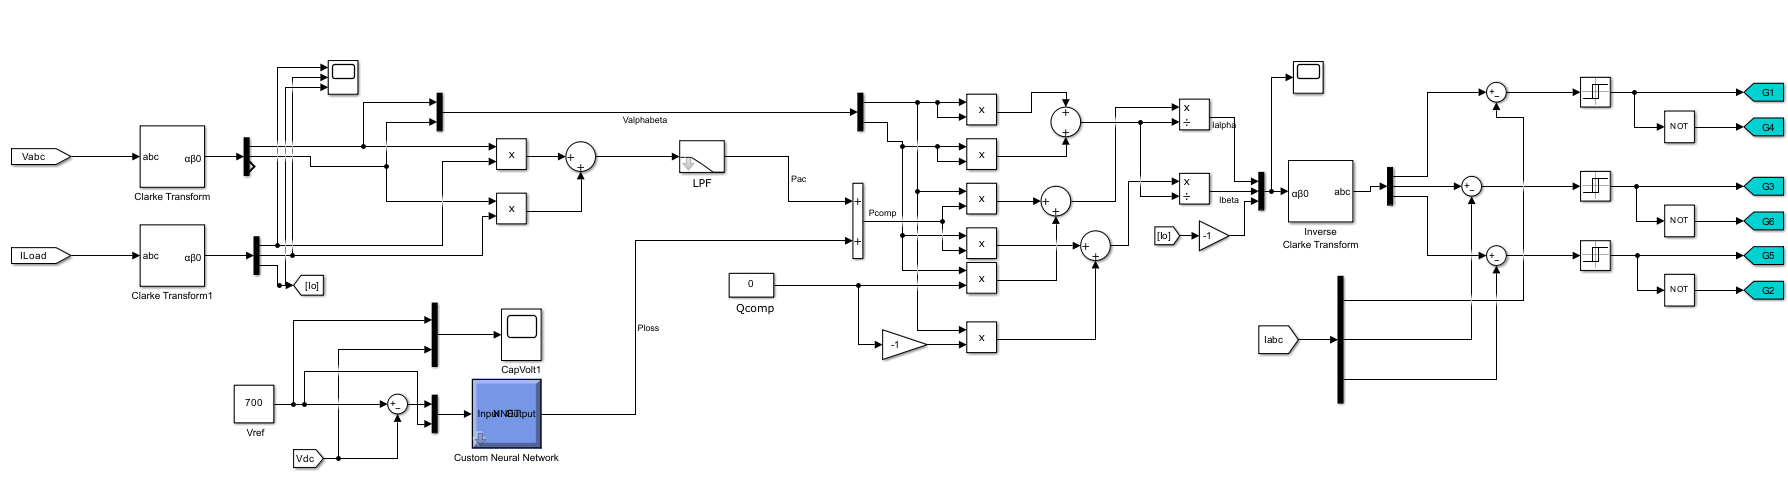 Vabc
abc
αβ0
Clarke Transform
ILoad
abc
αβ0
Clarke Transform1
[Io]
x
x
+
+
LPF
Valphabeta
Pac
+
+
Pcomp
Ploss
0
Qcomp
-1
700
Vref
Vdc
+
−
CapVolt1
Input
Output
Custom Neural Network
x
x
x
x
x
x
+
+
+
+
+
+
x
÷
Ialpha
x
÷
Ibeta
[Io]
-1
αβ0
abc
Inverse
Clarke Transform
Iabc
+
−
+
−
+
−
NOT
NOT
NOT
G1
G4
G3
G6
G5
G2